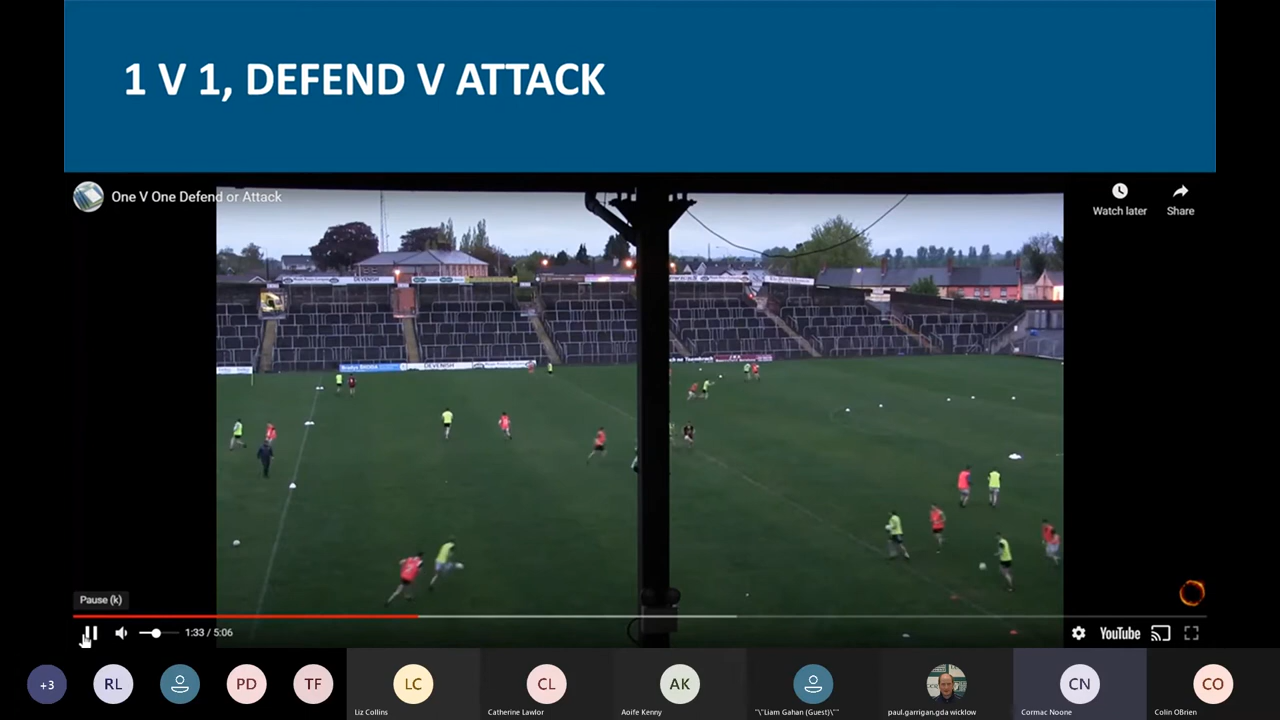 1 V 1, DEFEND V ATTACK
One V One Defend or Attack
Watch later
Share
DEVENISH
DEVENISH
Pause (k)
1:33 / 5:06
YouTube
+3
RL
PD
TF
LC
CL
AK
CN
CO
Liz Collins
Catherine Lawlor
Aoife Kenny
"\"Liam Gahan (Guest)\""
paul.garrigan.gda wicklow
Cormac Noone
Colin OBrien